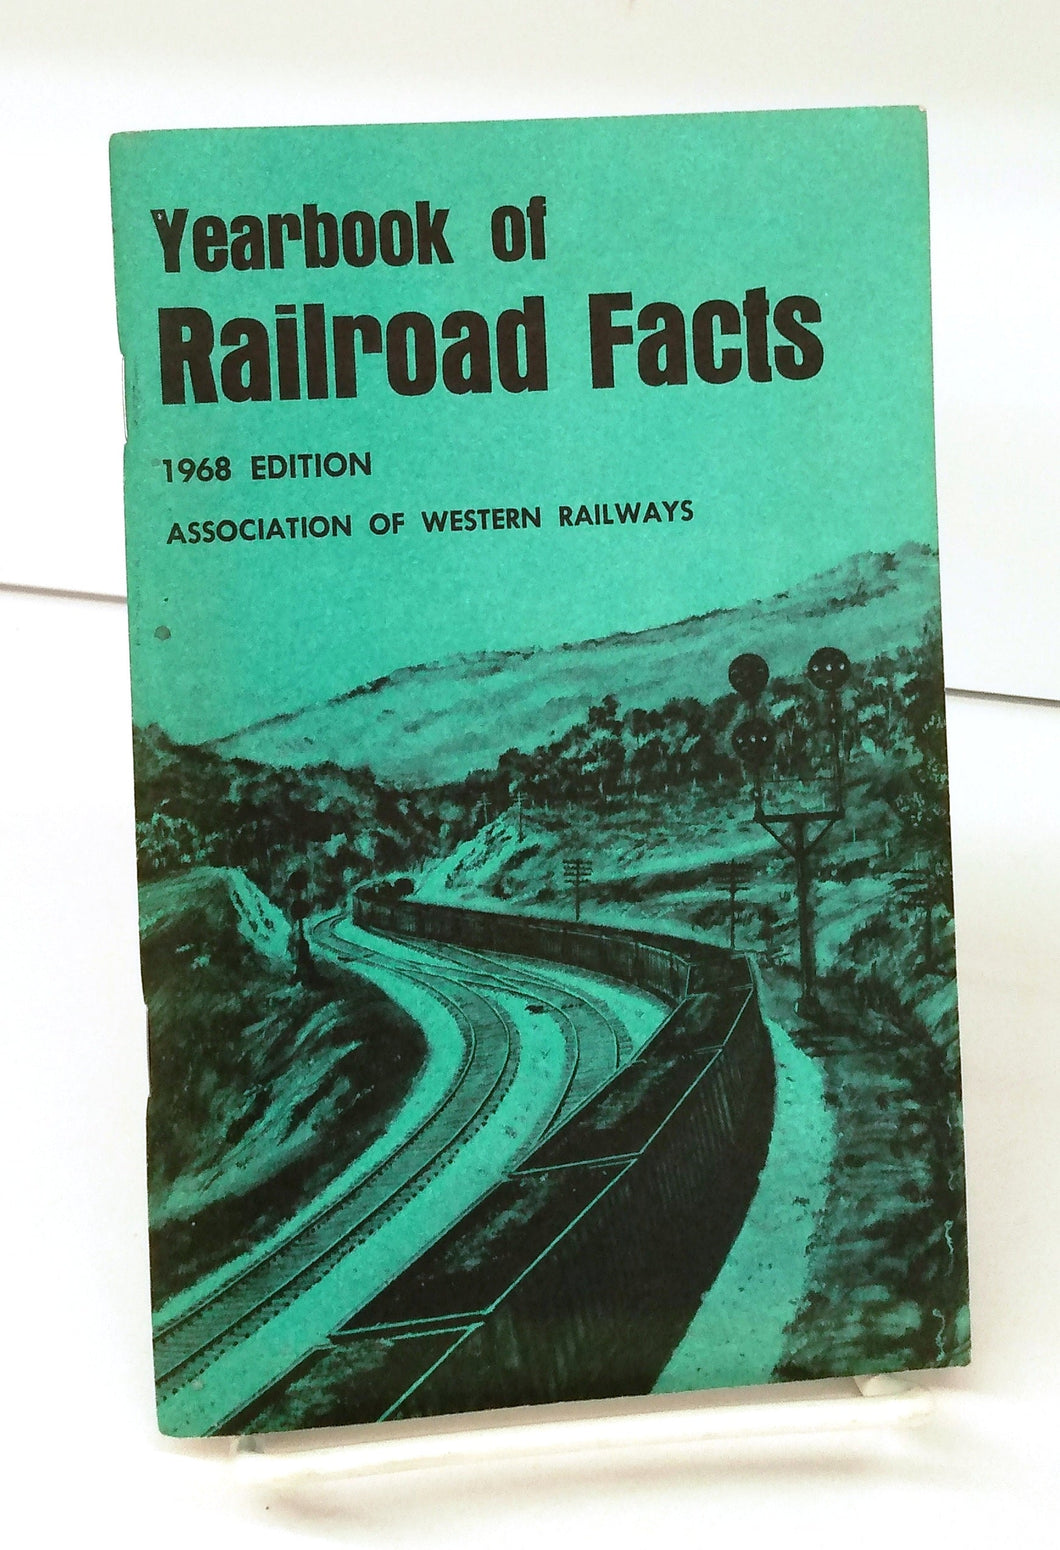 Yearbook of
Railroad Facts
1968 EDITION
ASSOCIATION OF WESTERN RAILWAYS